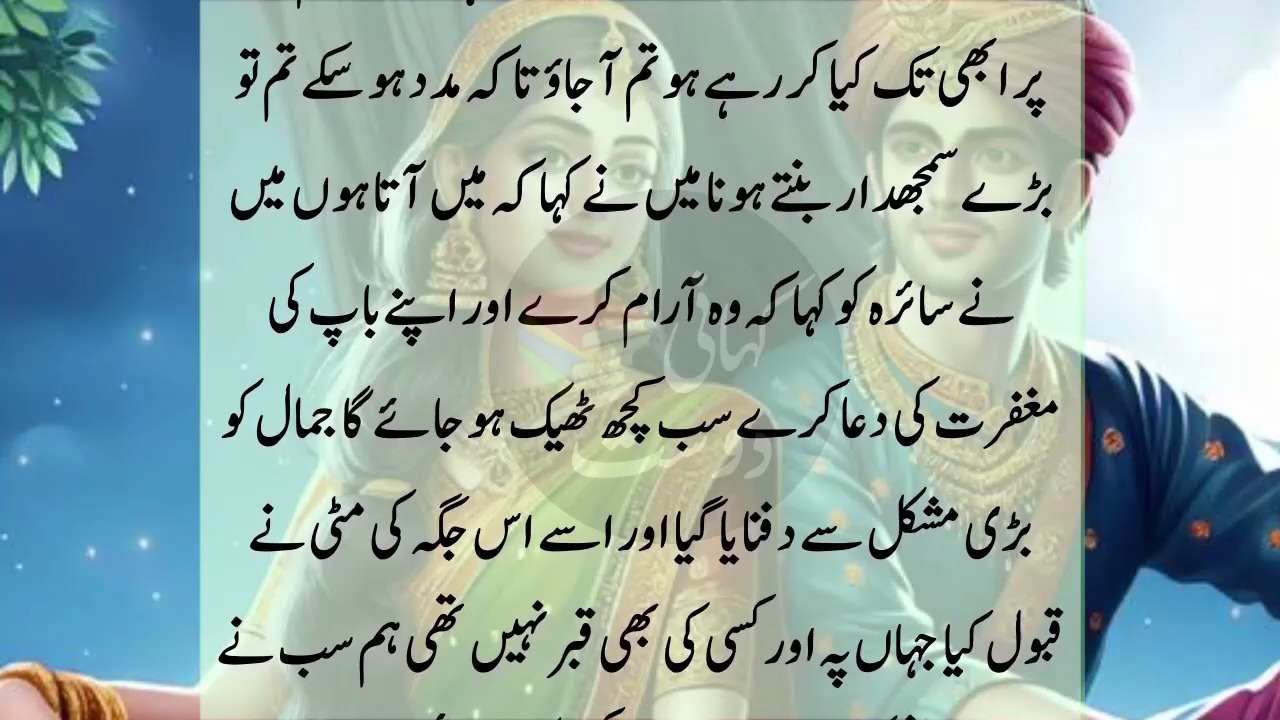 پر ابھی تک کیا کر رہے ہو تم آ جاؤ تا کہ مدد ہو سکے تم تو
بڑے سمجھدار بنتے ہو نا میں نے کہا کہ میں آتا ہوں میں
نے سائرہ کو کہا کہ وہ آرام کرے اور اپنے باپ کی
مغفرت کی دعا کرے سب کچھ ٹھیک ہو جائے گا جمال کو
بڑی مشکل سے دفنایا گیا اور اسے اس جگہ کی مٹی نے
قبول کیا جہاں پہ اور کسی کی بھی قبر نہیں تھی ہم سب نے
کہانی
دوست